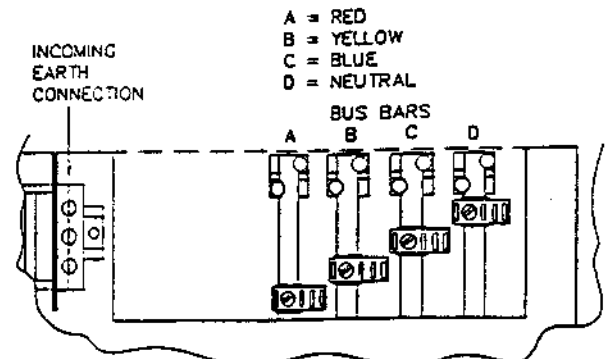 A = RED
B = YELLOW
C = BLUE
D = NEUTRAL
INCOMING
EARTH
CONNECTION
BUS BARS
A B C D